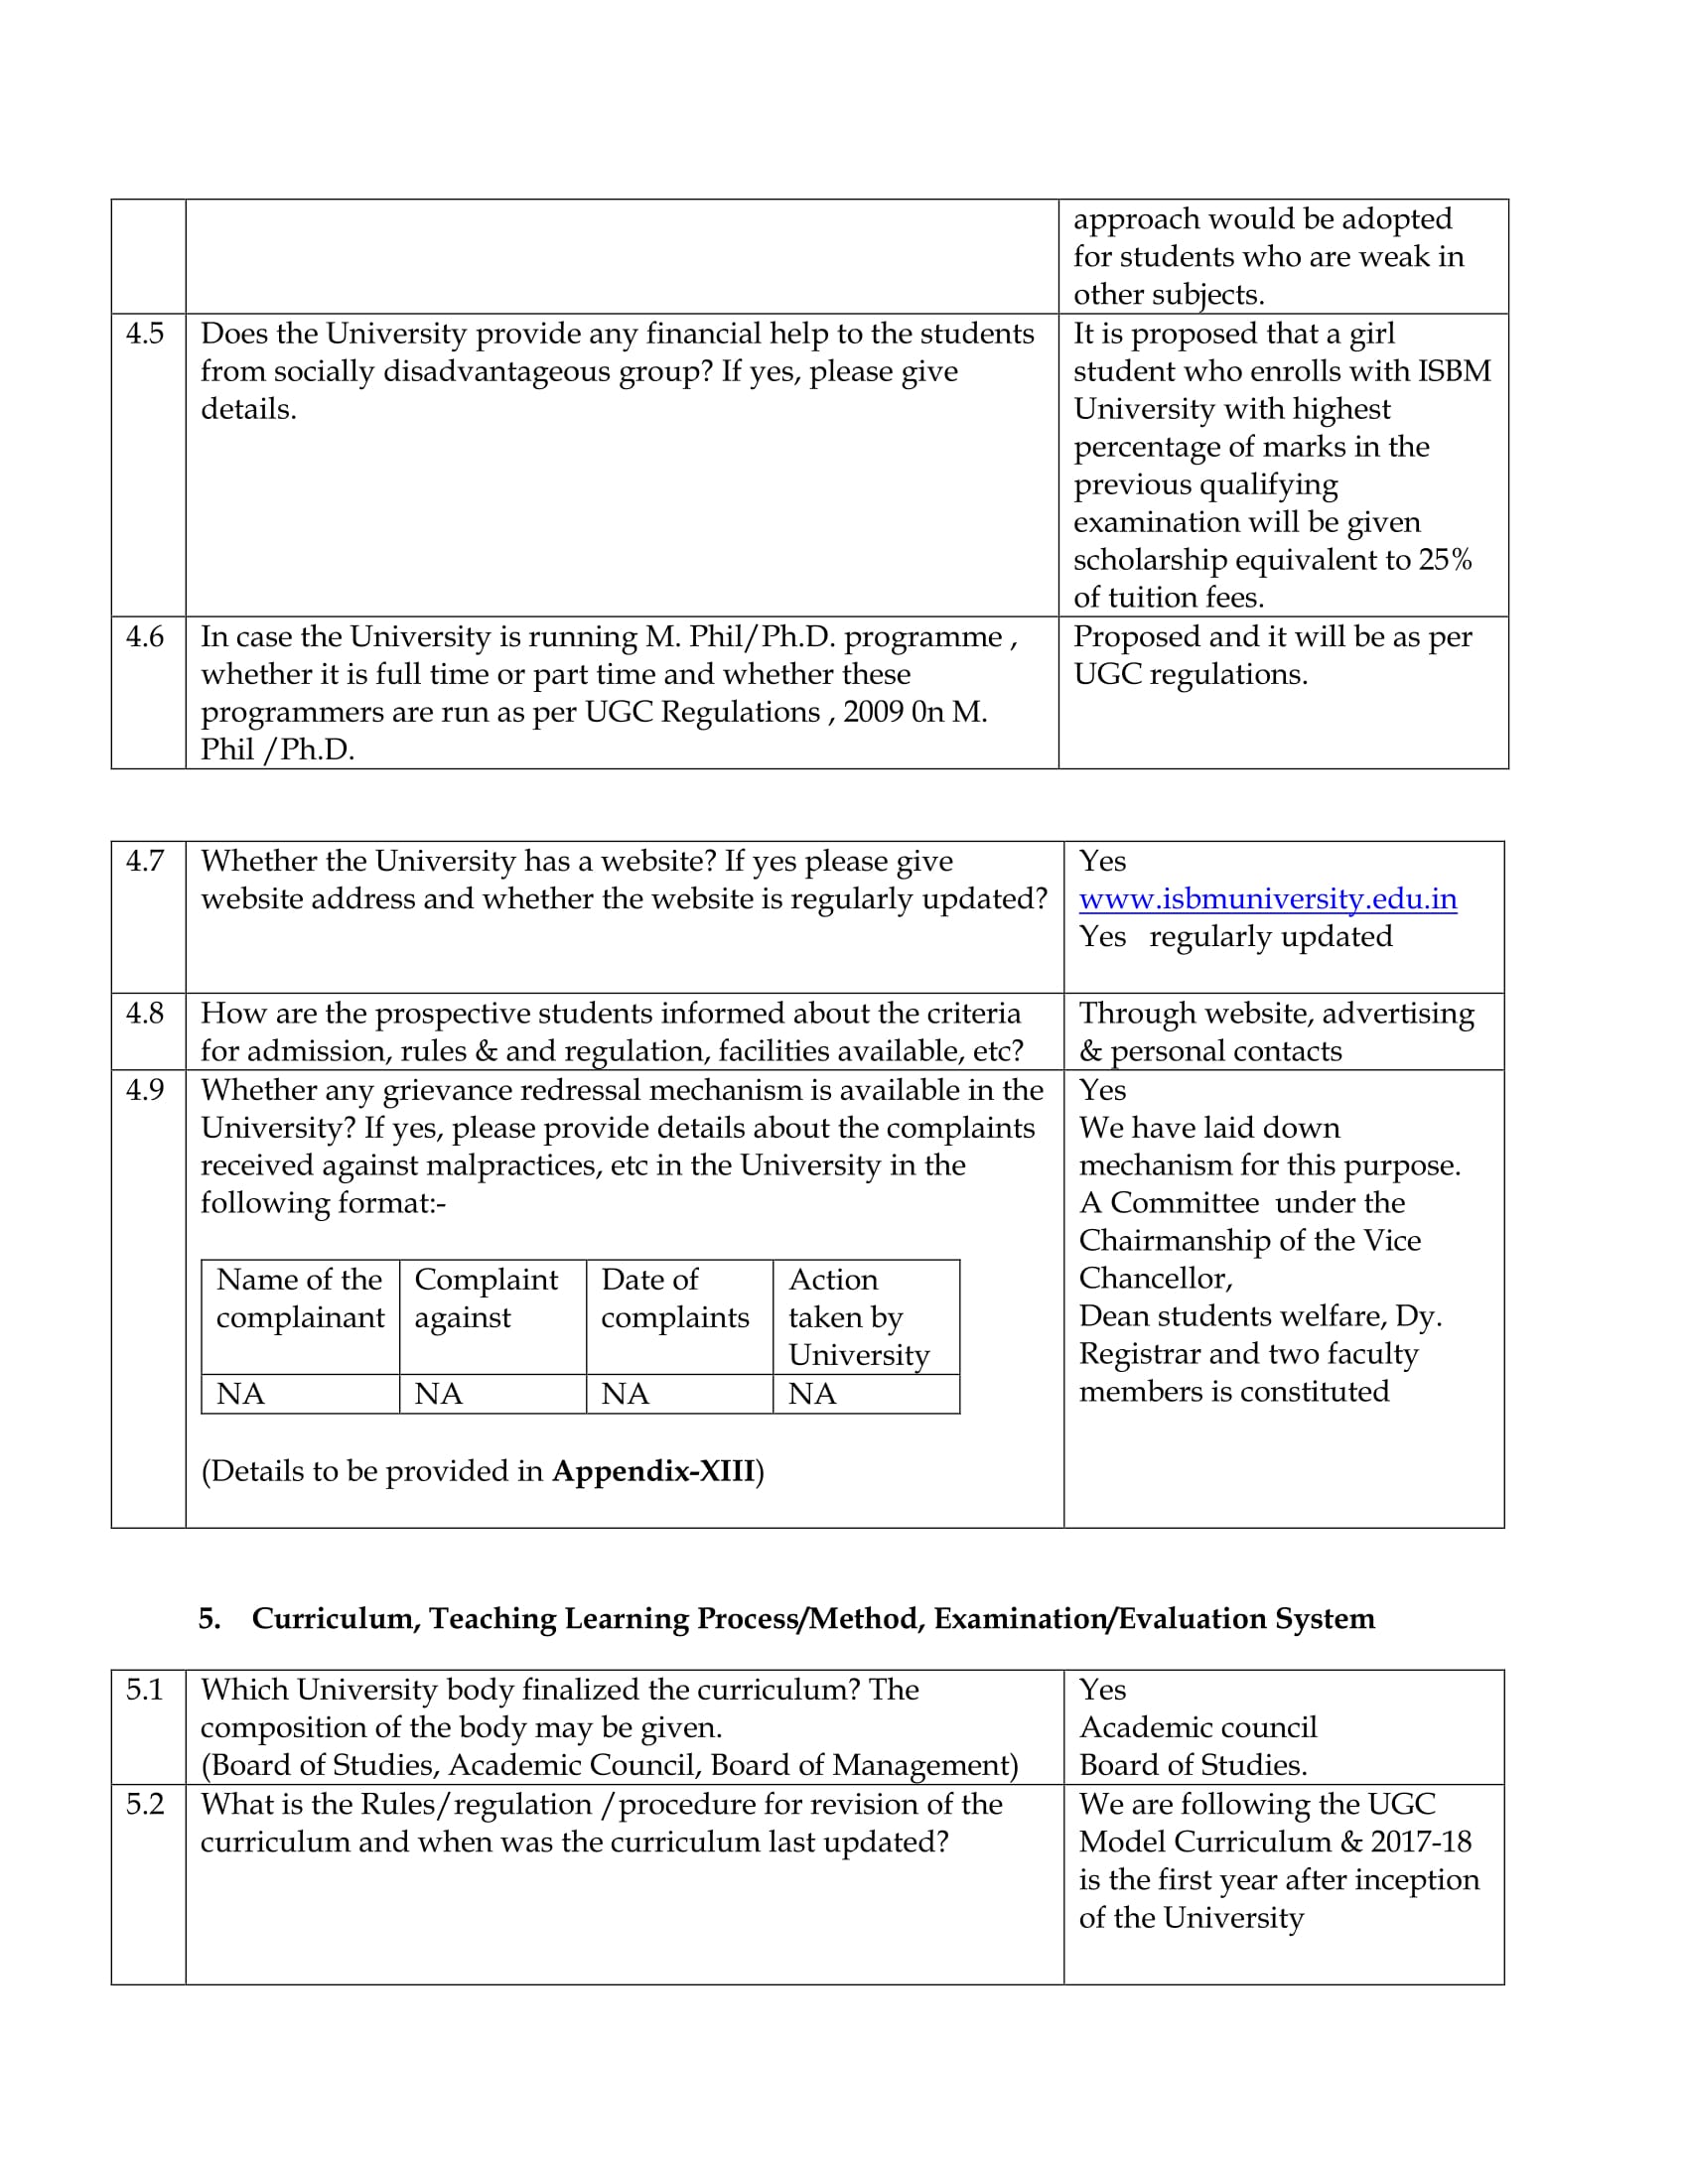 approach would be adopted
for students who are weak in
other subjects.
4.5 Does the University provide any financial help to the students
from socially disadvantageous group? If yes, please give
details.
It is proposed that a girl
student who enrolls with ISBM
University with highest
percentage of marks in the
previous qualifying
examination will be given
scholarship equivalent to 25%
of tuition fees.
4.6 In case the University is running M. Phil/Ph.D. programme ,
whether it is full time or part time and whether these
programmers are run as per UGC Regulations , 2009 0n M.
Phil /Ph.D.
Proposed and it will be as per
UGC regulations.
4.7 Whether the University has a website? If yes please give
website address and whether the website is regularly updated?
Yes
www.isbmuniversity.edu.in
Yes regularly updated
4.8 How are the prospective students informed about the criteria
for admission, rules & and regulation, facilities available, etc?
Through website, advertising
& personal contacts
4.9 Whether any grievance redressal mechanism is available in the
University? If yes, please provide details about the complaints
received against malpractices, etc in the University in the
following format:-
Name of the
complainant
Complaint
against
Date of
complaints
Action
taken by
University
NA NA NA NA
(Details to be provided in Appendix-XIII)
Yes
We have laid down
mechanism for this purpose.
A Committee under the
Chairmanship of the Vice
Chancellor,
Dean students welfare, Dy.
Registrar and two faculty
members is constituted
5. Curriculum, Teaching Learning Process/Method, Examination/Evaluation System
5.1 Which University body finalized the curriculum? The
composition of the body may be given.
(Board of Studies, Academic Council, Board of Management)
Yes
Academic council
Board of Studies.
5.2 What is the Rules/regulation /procedure for revision of the
curriculum and when was the curriculum last updated?
We are following the UGC
Model Curriculum & 2017-18
is the first year after inception
of the University